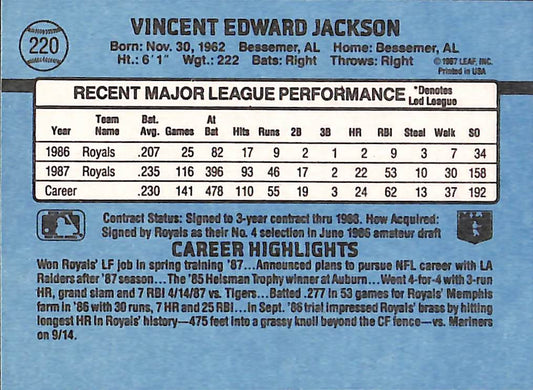 220
VINCENT EDWARD JACKSON
Born: Nov. 30, 1962 Bessemer, AL Home: Bessemer, AL
Ht.: 6'1" Wgt.: 222 Bats: Right Throws: Right
©1987 LEAF, INC.
Printed in USA
RECENT MAJOR LEAGUE PERFORMANCE *Denotes Led League
Year Team Name Bat. Avg. Games At Bat Hits Runs 2B 3B HR RBI Steal Walk SO
1986 Royals .207 25 82 17 9 2 1 2 9 3 7 34
1987 Royals .235 116 396 93 46 17 2 22 53 10 30 158
Career .230 141 478 110 55 19 3 24 62 13 37 192
Contract Status: Signed to 3-year contract thru 1988. How Acquired:
Signed by Royals as their No. 4 selection in June 1986 amateur draft
CAREER HIGHLIGHTS
Won Royals' LF job in spring training '87...Announced plans to pursue NFL career with LA
Raiders after '87 season...The '85 Heisman Trophy winner at Auburn...Went 4-for-4 with 3-run
HR, grand slam and 7 RBI 4/14/87 vs. Tigers...Batted .277 in 53 games for Royals' Memphis
farm in '86 with 30 runs, 7 HR and 25 RBI...in Sept. '86 trial impressed Royals' brass by hitting
longest HR in Royals' history—475 feet into a grassy knoll beyond the CF fence—vs. Mariners
on 9/14.